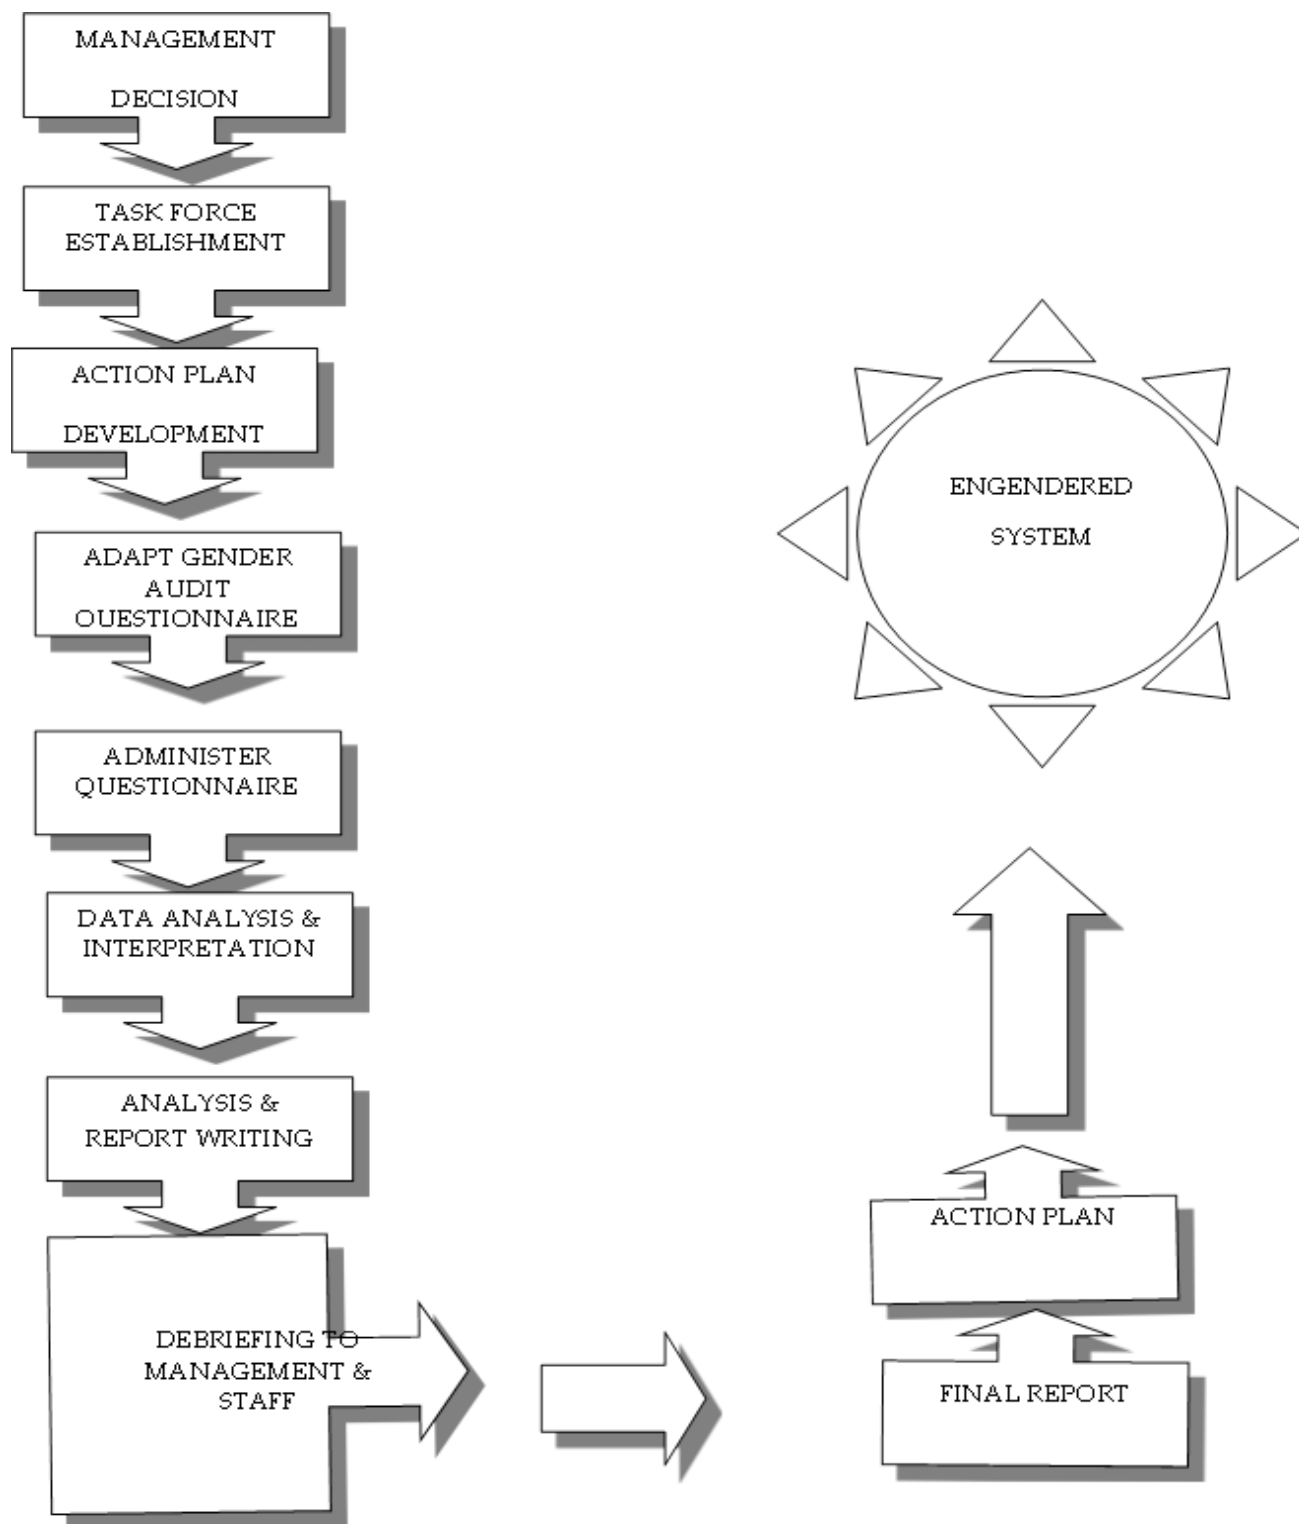 MANAGEMENT
DECISION
TASK FORCE
ESTABLISHMENT
ACTION PLAN
DEVELOPMENT
ADAPT GENDER
AUDIT
OUESTIONNAIRE
ADMINISTER
QUESTIONNAIRE
DATA ANALYSIS &
INTERPRETATION
ANALYSIS &
REPORT WRITING
DEBRIEFING TO
MANAGEMENT &
STAFF
FINAL REPORT
ACTION PLAN
ENGENDERED
SYSTEM